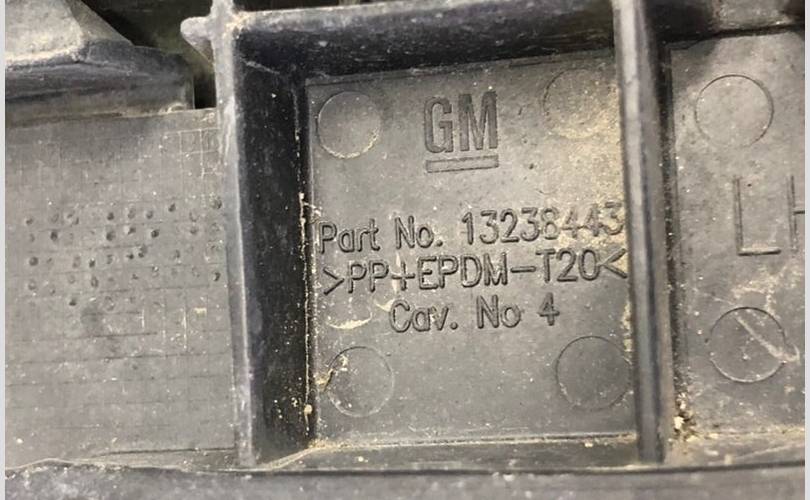 GM
Part No. 13238443
>PP+EPDM-T20<
Cav. No 4
LH